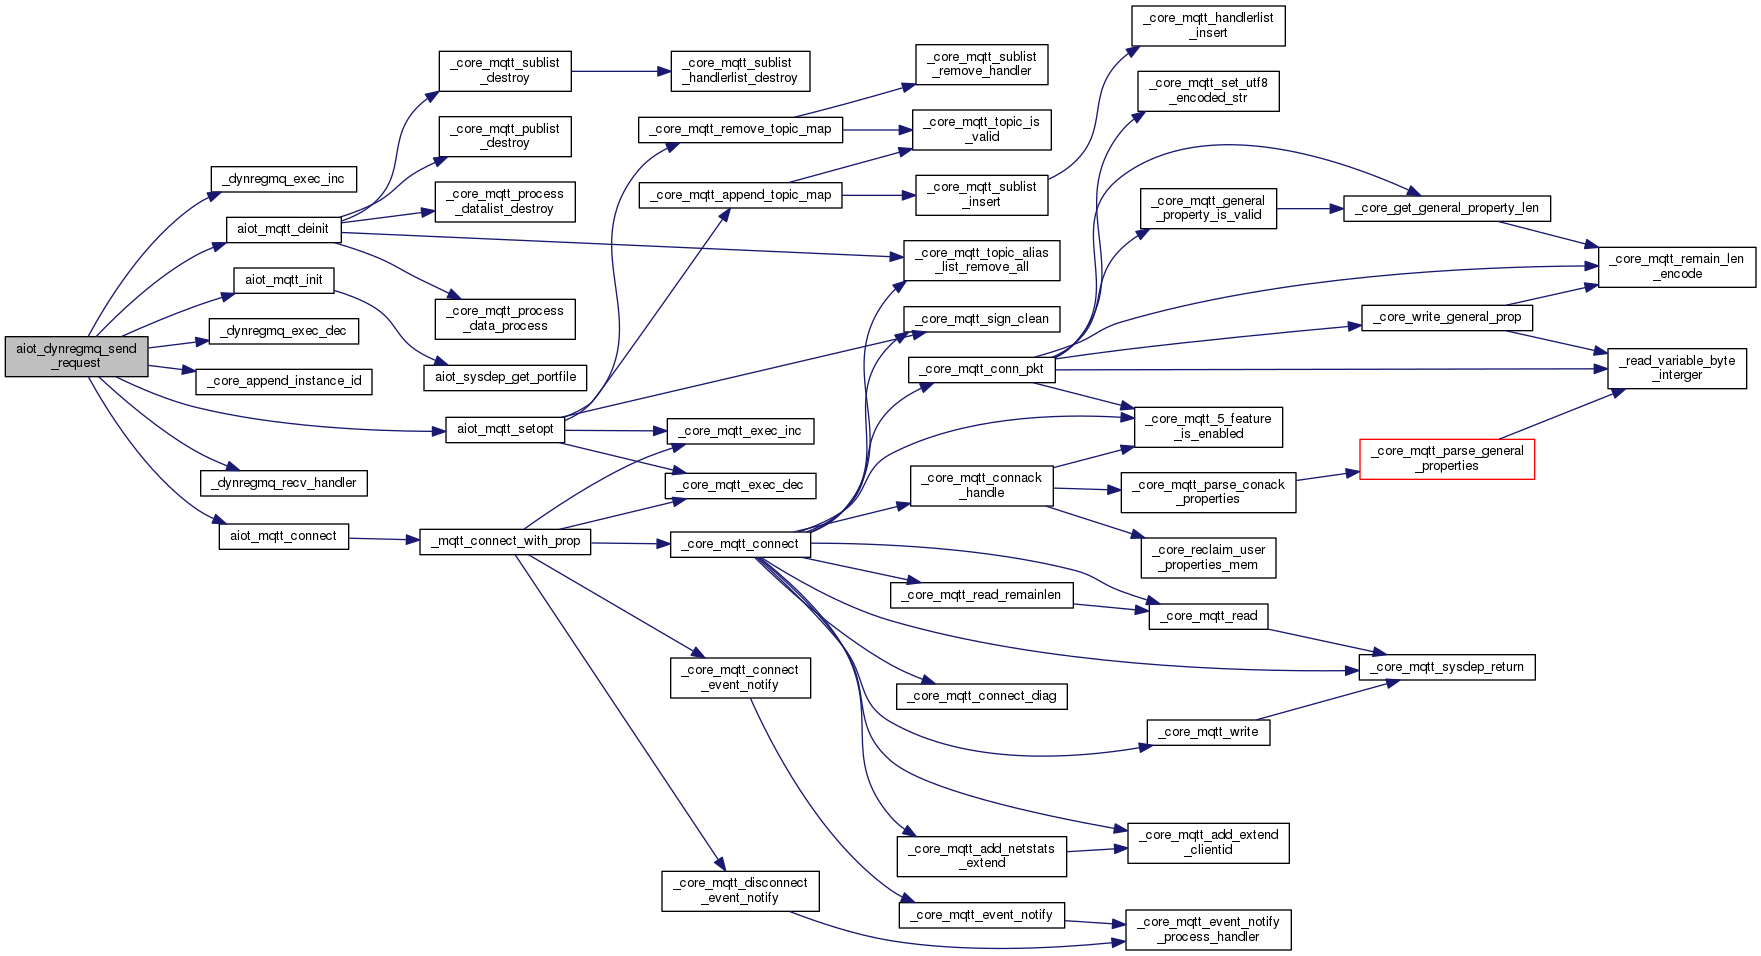 aiot_dynregmq_send
_request
_dynregmq_exec_inc
aiot_mqtt_deinit
aiot_mqtt_init
_dynregmq_exec_dec
_core_append_instance_id
aiot_mqtt_setopt
_dynregmq_recv_handler
aiot_mqtt_connect
_core_mqtt_sublist
_destroy
_core_mqtt_publist
_destroy
_core_mqtt_process
_datalist_destroy
_core_mqtt_process
_data_process
aiot_sysdep_get_portfile
_mqtt_connect_with_prop
_core_mqtt_sublist
_handlerlist_destroy
_core_mqtt_remove_topic_map
_core_mqtt_append_topic_map
_core_mqtt_exec_inc
_core_mqtt_exec_dec
_core_mqtt_connect
_core_mqtt_connect
_event_notify
_core_mqtt_disconnect
_event_notify
_core_mqtt_sublist
_remove_handler
_core_mqtt_topic_is
_valid
_core_mqtt_sublist
_insert
_core_mqtt_topic_alias
_list_remove_all
_core_mqtt_sign_clean
_core_mqtt_conn_pkt
_core_mqtt_connack
_handle
_core_mqtt_read_remainlen
_core_mqtt_connect_diag
_core_mqtt_add_netstats
_extend
_core_mqtt_event_notify
_core_mqtt_handlerlist
_insert
_core_mqtt_set_utf8
_encoded_str
_core_mqtt_general
_property_is_valid
_core_mqtt_5_feature
_is_enabled
_core_mqtt_parse_conack
_properties
_core_reclaim_user
_properties_mem
_core_mqtt_read
_core_mqtt_write
_core_mqtt_add_extend
_clientid
_core_mqtt_event_notify
_process_handler
_core_get_general_property_len
_core_write_general_prop
_core_mqtt_parse_general
_properties
_core_mqtt_sysdep_return
_core_mqtt_remain_len
_encode
_read_variable_byte
_interger